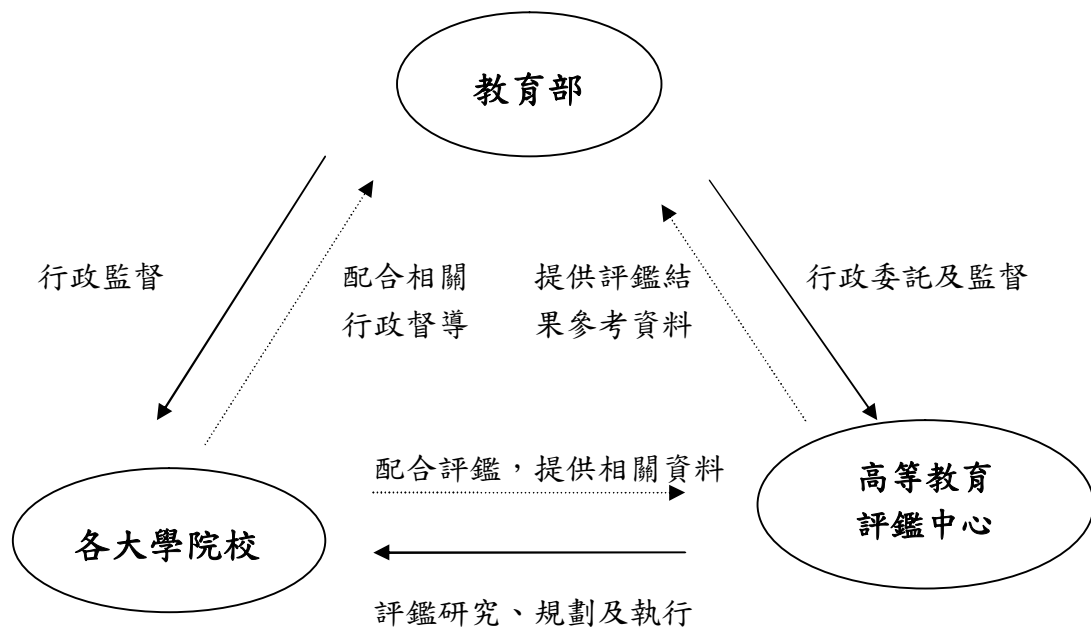 教育部
行政監督
配合相關
行政督導
提供評鑑結
果參考資料
行政委託及監督
配合評鑑,提供相關資料
各大學院校
高等教育
評鑑中心
評鑑研究、規劃及執行